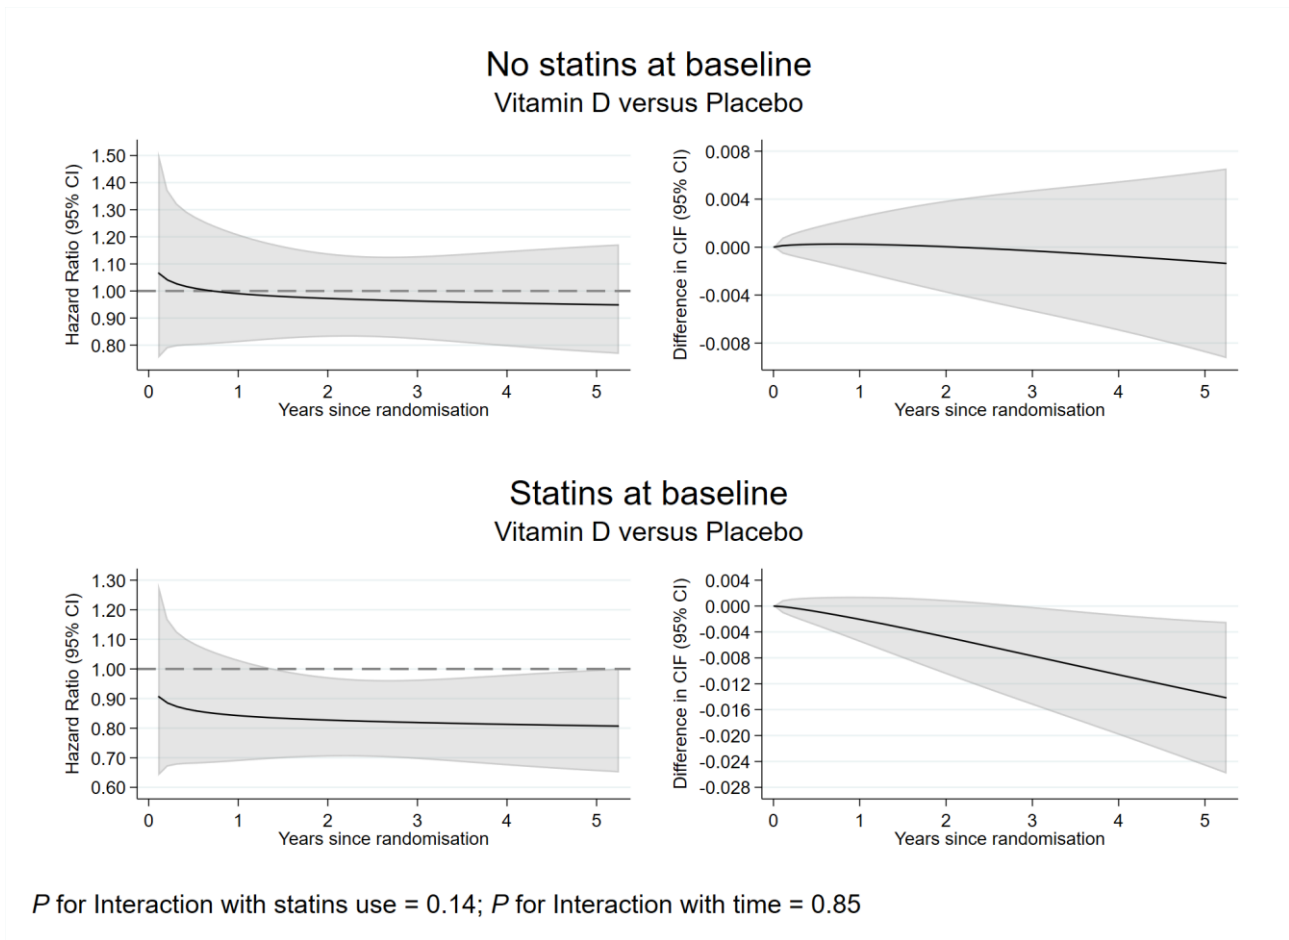 No statins at baseline
Vitamin D versus Placebo
Hazard Ratio (95% CI)
1.50
1.40
1.30
1.20
1.10
1.00
0.90
0.80
0 1 2 3 4 5
Years since randomisation
Difference in CIF (95% CI)
0.008
0.004
0.000
-0.004
-0.008
0 1 2 3 4 5
Years since randomisation
Statins at baseline
Vitamin D versus Placebo
Hazard Ratio (95% CI)
1.30
1.20
1.10
1.00
0.90
0.80
0.70
0.60
0 1 2 3 4 5
Years since randomisation
Difference in CIF (95% CI)
0.004
0.000
-0.004
-0.008
-0.012
-0.016
-0.020
-0.024
-0.028
0 1 2 3 4 5
Years since randomisation
P for Interaction with statins use = 0.14; P for Interaction with time = 0.85